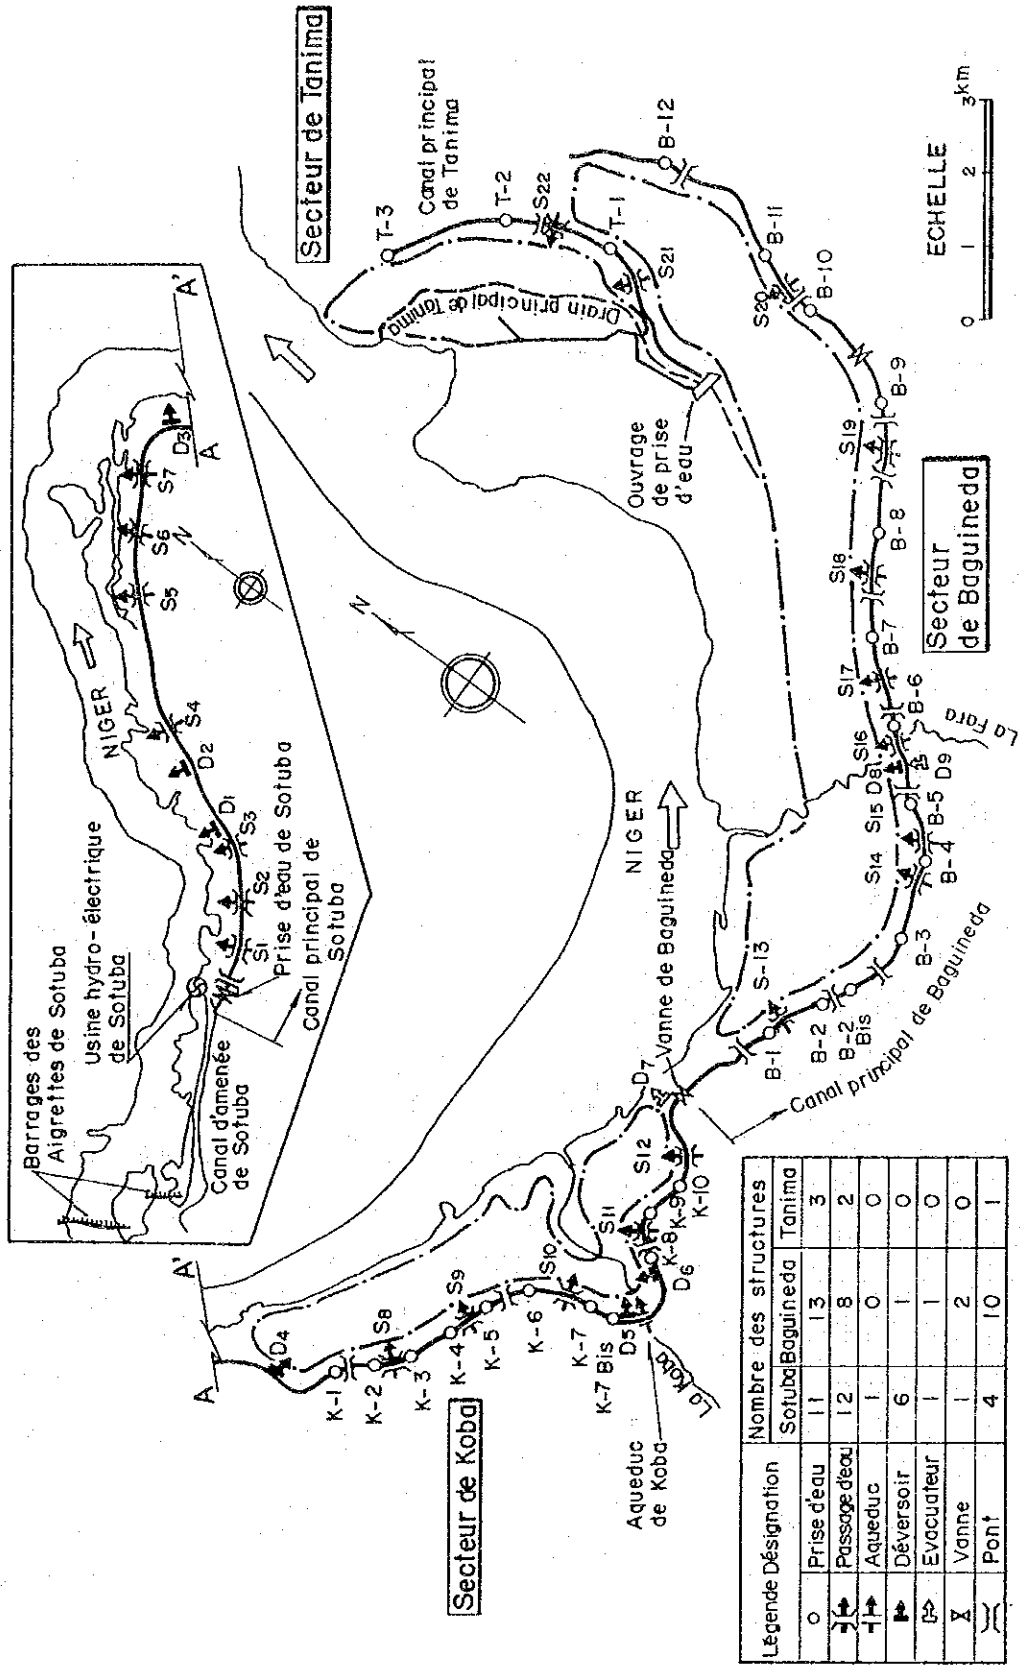 Barrages des
Aigrettes de Sotuba
Usine hydro-électrique
de Sotuba
Canal d'amenée
de Sotuba
Prise d'eau de Sotuba
Canal principal de
Sotuba
NIGER
N
S1
S2
S3
D1
D2
S4
S5
S6
S7
D3
A
A'
Secteur de Tanima
Canal principal
de Tanima
T-3
T-2
S22
T-1
S21
Drain principal de Tanima
Ouvrage
de prise
d'eau
A'
A
D4
K-1
K-2
S8
K-3
K-4
S9
K-5
S10
K-6
K-7
K-7 Bis
D5
D6
S11
K-8
K-9
S12
K-10
D7
Secteur de Koba
Aqueduc
de Koba
La Koba
Vanne de Baguineda
NIGER
N
Canal principal de Baguineda
S-13
B-1
B-2
B-2
Bis
B-3
S14
B-4
S15
B-5
D8
D9
S16
B-6
La Fara
S17
B-7
S18
B-8
S19
B-9
B-10
S20
B-11
B-12
Secteur
de Baguineda
ECHELLE
0 1 2 3 km
Légende Désignation Nombre des structures
Sotuba Baguineda Tanima
Prise d'eau 11 13 3
Passage d'eau 12 8 2
Aqueduc 1 0 0
Déversoir 6 1 0
Evacuateur 1 1 0
Vanne 1 2 0
Pont 4 10 1